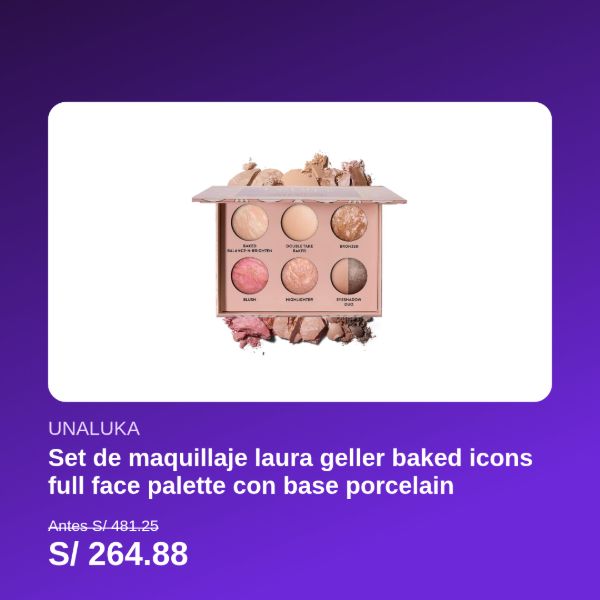 BAKED
BALANCE-N-BRIGHTEN
DOUBLE TAKE
BAKED
BRONZER
BLUSH
HIGHLIGHTER
EYESHADOW
DUO
UNALUKA
Set de maquillaje laura geller baked icons
full face palette con base porcelain
Antes S/ 481.25
S/ 264.88